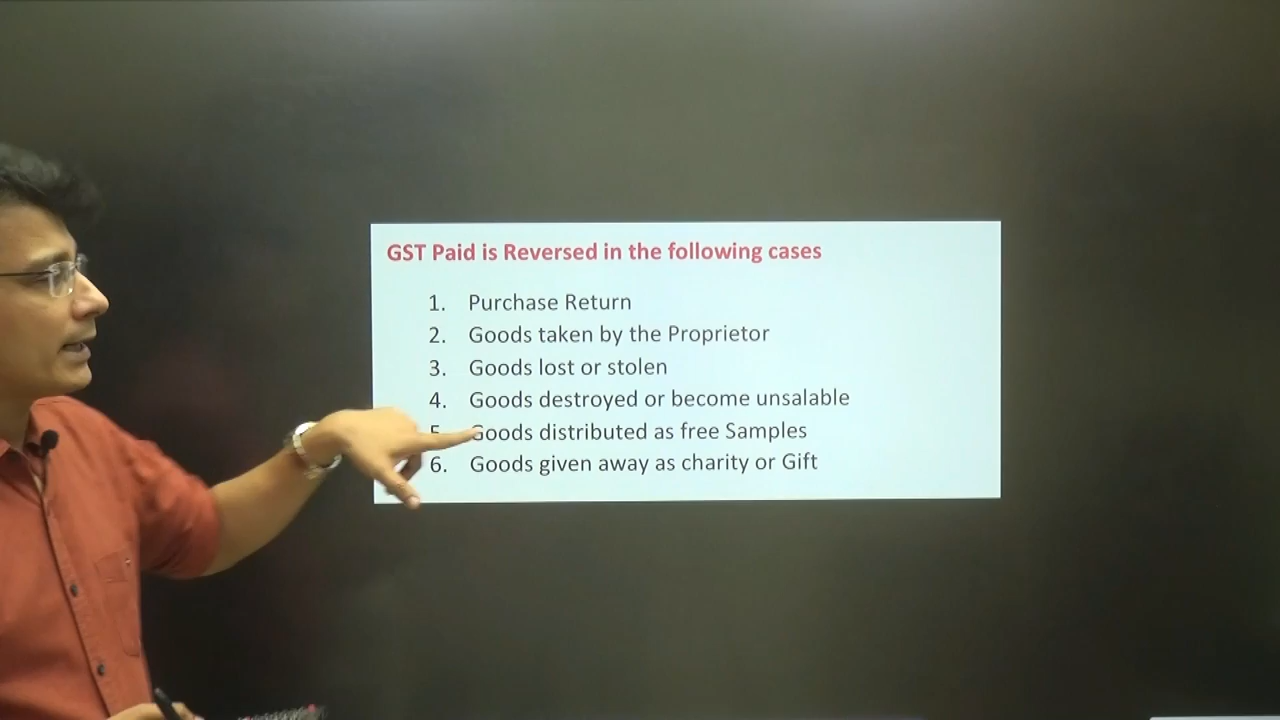 GST Paid is Reversed in the following cases
1. Purchase Return
2. Goods taken by the Proprietor
3. Goods lost or stolen
4. Goods destroyed or become unsalable
5. Goods distributed as free Samples
6. Goods given away as charity or Gift